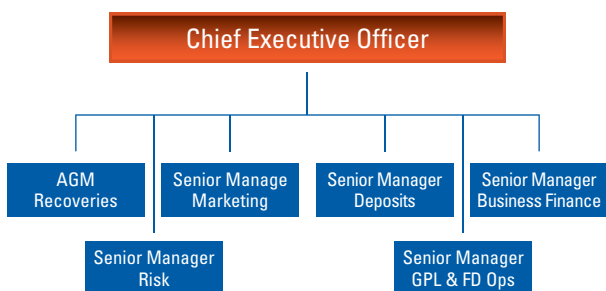 Chief Executive Officer
AGM
Recoveries
Senior Manage
Marketing
Senior Manager
Deposits
Senior Manager
Business Finance
Senior Manager
Risk
Senior Manager
GPL & FD Ops